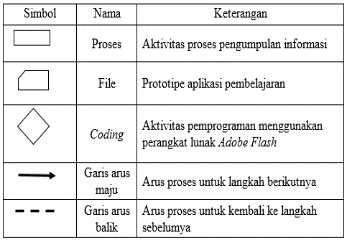 Simbol Nama Keterangan
Proses Aktivitas proses pengumpulan informasi
File Prototipe aplikasi pembelajaran
Coding Aktivitas pemprograman menggunakan
perangkat lunak Adobe Flash
Garis arus
maju Arus proses untuk langkah berikutnya
Garis arus
balik
Arus proses untuk kembali ke langkah
sebelumya